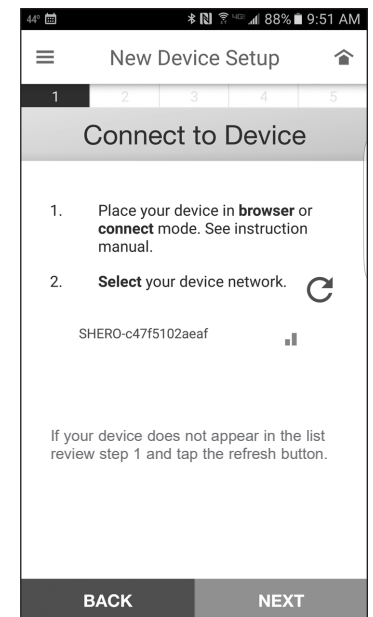 44° 4G 88% 9:51 AM
New Device Setup
1 2 3 4 5
Connect to Device
1. Place your device in browser or
connect mode. See instruction
manual.
2. Select your device network.
SHERO-c47f5102aeaf
If your device does not appear in the list
review step 1 and tap the refresh button.
BACK NEXT